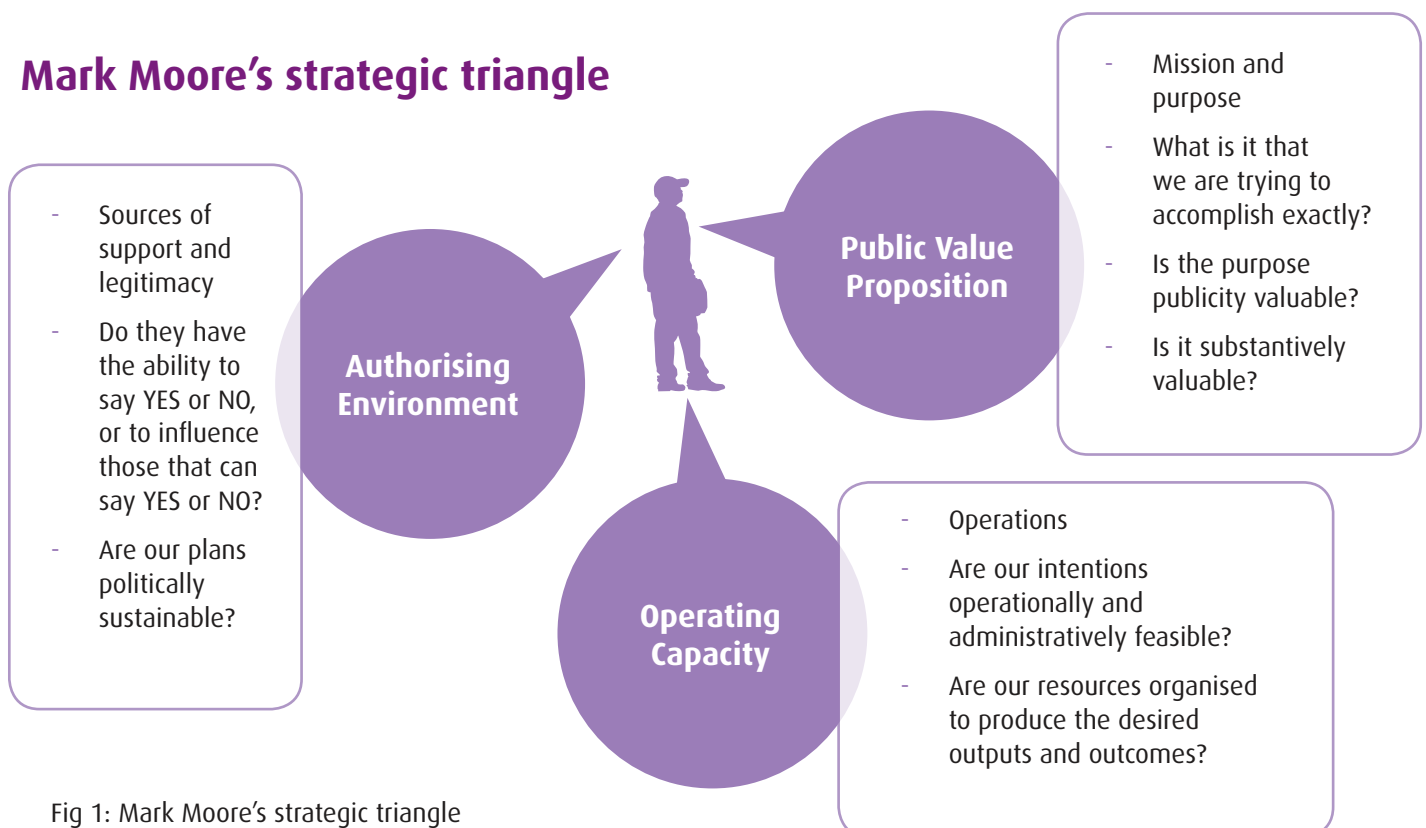 Mark Moore’s strategic triangle
- Sources of
support and
legitimacy
- Do they have
the ability to
say YES or NO,
or to influence
those that can
say YES or NO?
- Are our plans
politically
sustainable?
Authorising
Environment
Public Value
Proposition
- Mission and
purpose
- What is it that
we are trying to
accomplish exactly?
- Is the purpose
publicity valuable?
- Is it substantively
valuable?
Operating
Capacity
- Operations
- Are our intentions
operationally and
administratively feasible?
- Are our resources organised
to produce the desired
outputs and outcomes?
Fig 1: Mark Moore’s strategic triangle